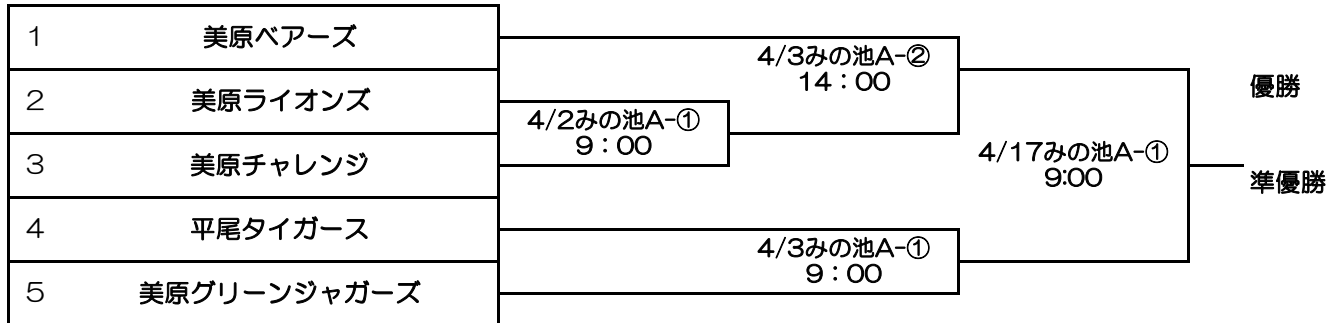 1 美原ベアーズ
2 美原ライオンズ
3 美原チャレンジ
4 平尾タイガース
5 美原グリーンジャガーズ
4/2みの池A-①
9：00
4/3みの池A-②
14：00
4/3みの池A-①
9：00
4/17みの池A-①
9:00
優勝
準優勝